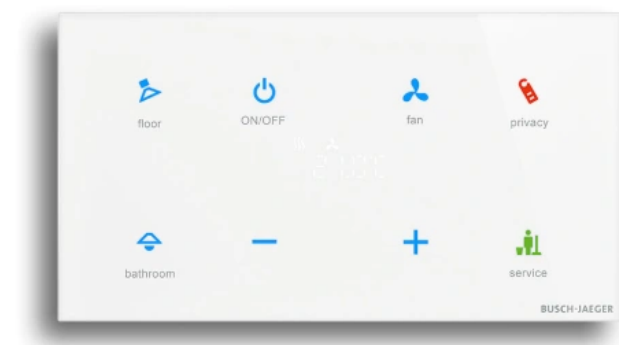 floor
ON/OFF
fan
privacy
bathroom
service
BUSCH-JAEGER